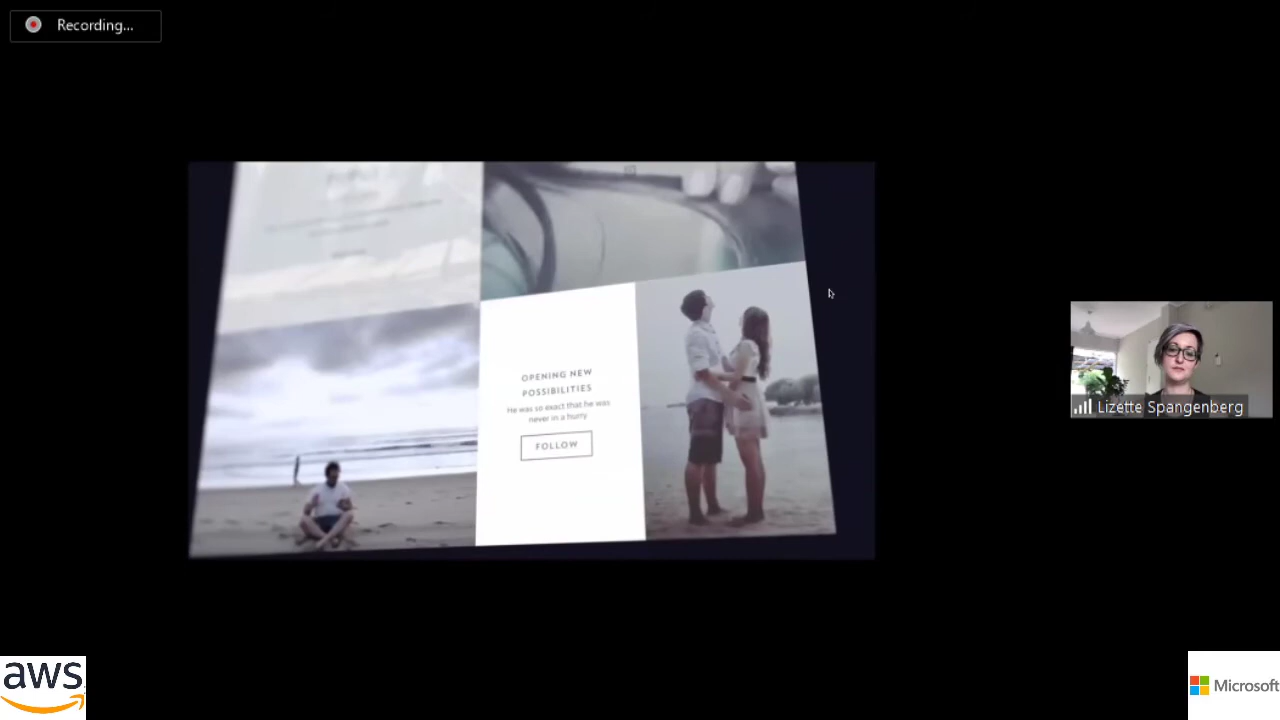 Recording...
OPENING NEW
POSSIBILITIES
He was so exact that he was
never in a hurry
FOLLOW
Lizette Spangenberg
aws
Microsoft